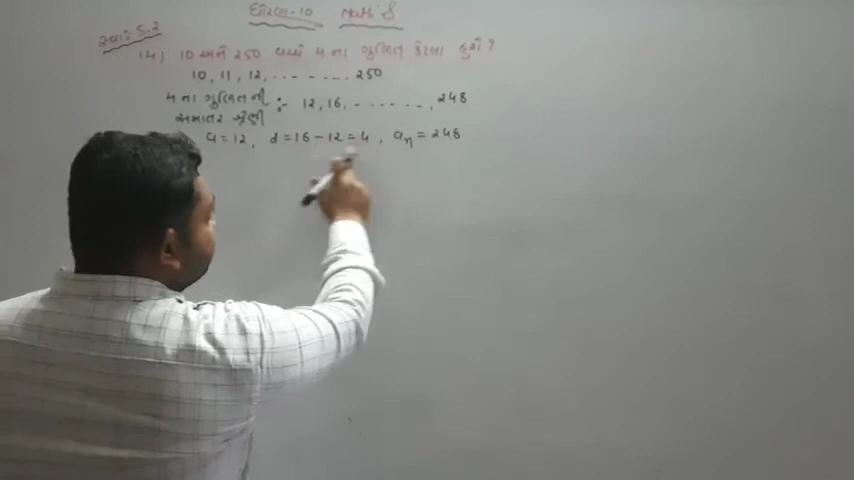 ધોરણ-10 Maths
સ્વા: 5.2
14) 10 અને 250 વચ્ચે 4 ના ગુણિત કેટલા હશે ?
10, 11, 12, ........, 250
4 ના ગુણિત ની :- 12, 16, ........, 248
સમાંતર શ્રેણી
a = 12, d = 16 - 12 = 4, aₙ = 248